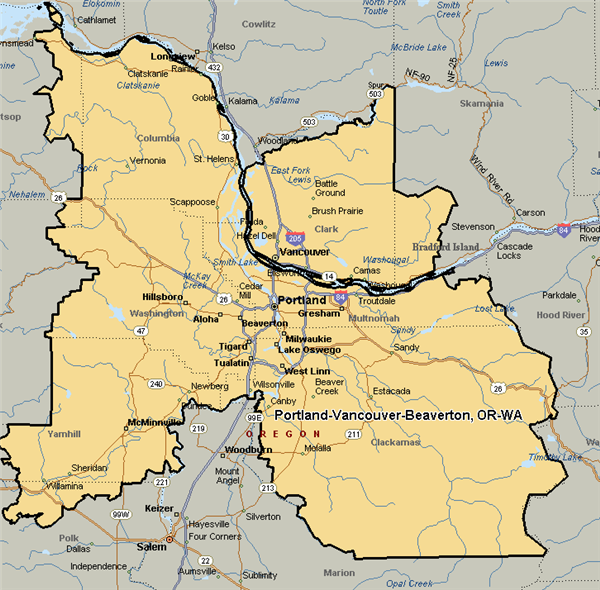 Elokomin
Cathlamet
Cowlitz
North Fork
Toutle
Smith
Creek
McBride Lake
Lewis
NF-90
NF-25
Kelso
Longview
Rainier
432
Clatskanie
Clatskanie
Goble
Kalama
Kalama
Spur
503
503
Skamania
Woodland
30
Columbia
Rock
Vernonia
St. Helens
East Fork
Lewis
Wind River Rd
Nehalem
26
Scappoose
Battle
Ground
Brush Prairie
Felida
Hazel Dell
205
Clark
Vancouver
Stevenson
Carson
84
Bradford Island
Cascade
Locks
Smith Lake
14
Camas
Washougal
Washougal
McKay
Creek
Cedar
Mill
Hillsboro
26
Portland
84
Troutdale
Gresham
Multnomah
Parkdale
Hood River
Lost Lake
Washington
Aloha
Beaverton
47
Milwaukie
Sandy
Tigard
Lake Oswego
Sandy
Tualatin
West Linn
240
Newberg
Wilsonville
Beaver
Creek
Estacada
26
Canby
99E
Portland-Vancouver-Beaverton, OR-WA
McMinnville
219
OREGON
211
Clackamas
Yamhill
Woodburn
Molalla
Timothy Lake
Sheridan
Willamina
Mount
Angel
221
213
Keizer
99W
Hayesville
Silverton
Four Corners
Polk
Dallas
Salem
Independence
Aumsville
Sublimity
Marion
Opal Creek